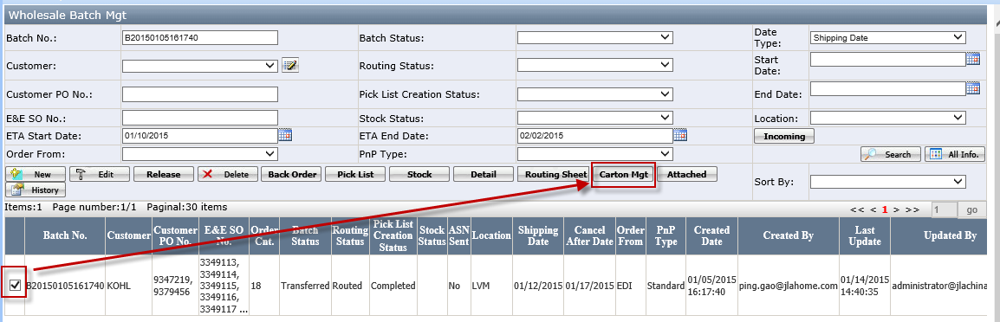 Wholesale Batch Mgt
Batch No.: B20150105161740 Batch Status: Date Type: Shipping Date
Customer: Routing Status: Start Date:
Customer PO No.: Pick List Creation Status: End Date:
E&E SO No.: Stock Status: Location:
ETA Start Date: 01/10/2015 ETA End Date: 02/02/2015 Incoming
Order From: PnP Type: Search All Info.
New Edit Release Delete Back Order Pick List Stock Detail Routing Sheet Carton Mgt Attached
History Sort By:
Items:1 Page number:1/1 Paginal:30 items << < 1 > >> 1 go
Batch No. Customer Customer PO No. E&E SO No. Order Cnt. Batch Status Routing Status Pick List Creation Status Stock Status ASN Sent Location Shipping Date Cancel After Date Order From PnP Type Created Date Created By Last Update Updated By
B20150105161740 KOHL 9347219, 9379456 3349113, 3349114, 3349115, 3349116, 3349117 ... 18 Transferred Routed Completed No LVM 01/12/2015 01/17/2015 EDI Standard 01/05/2015 16:17:40 ping.gao@jlahome.com 01/14/2015 14:40:35 administrator@jlachina